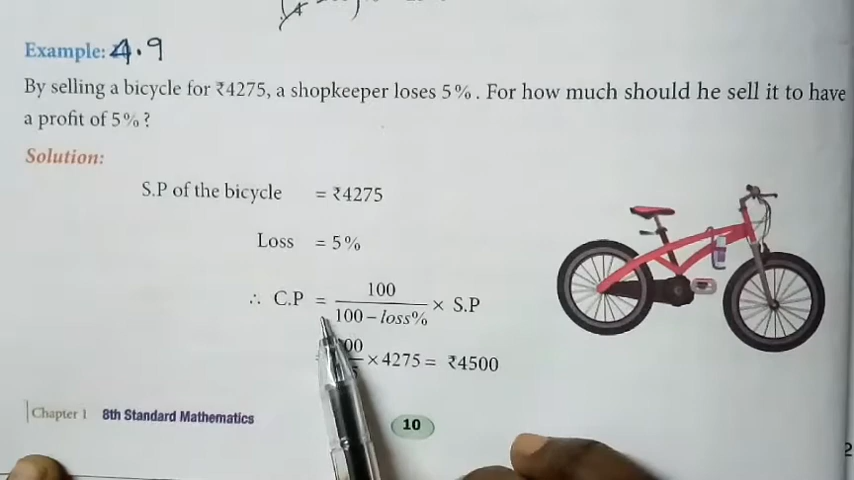 Example: 4.9
By selling a bicycle for ₹4275, a shopkeeper loses 5%. For how much should he sell it to have
a profit of 5%?
Solution:
S.P of the bicycle = ₹4275
Loss = 5%
∴ C.P = 100 / 100 – loss% × S.P
× 4275 = ₹4500
Chapter 1 8th Standard Mathematics
10
2